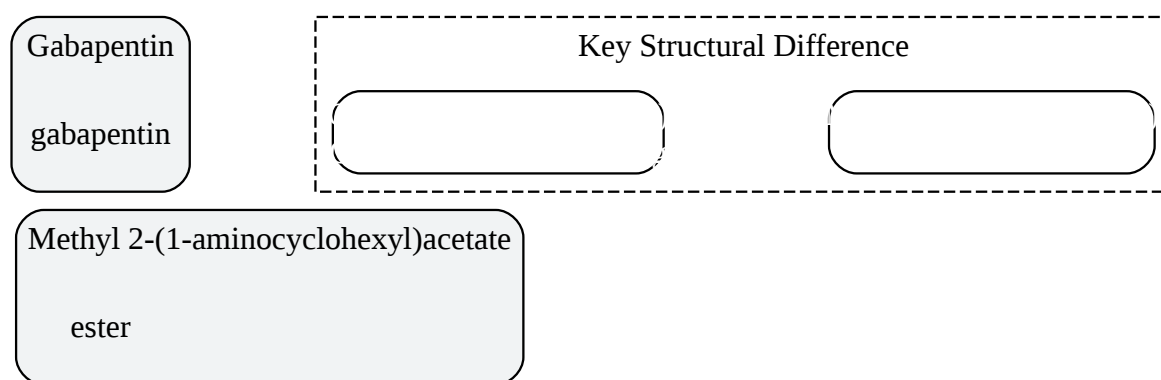 Gabapentin
gabapentin
Key Structural Difference
Methyl 2-(1-aminocyclohexyl)acetate
ester